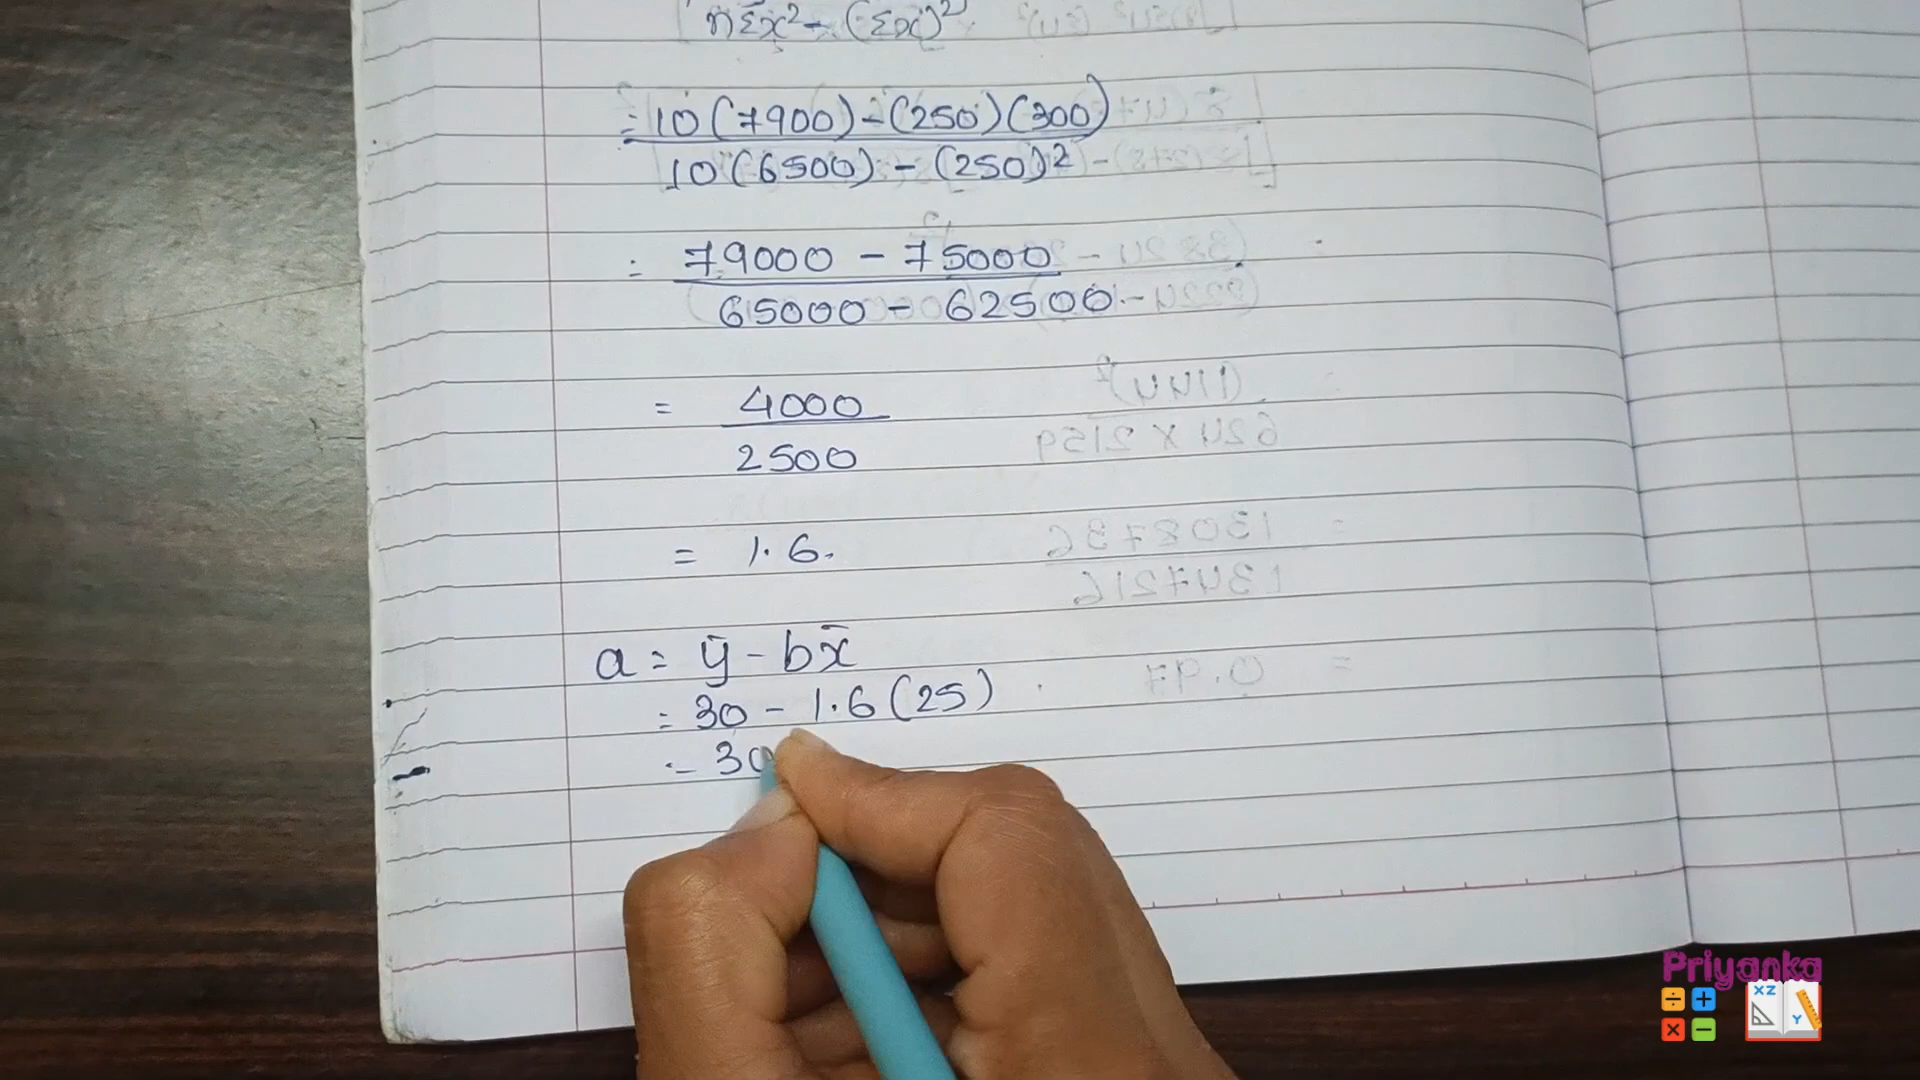 nΣx² - (Σx)²
= 10(7900) - (250)(300)
10(6500) - (250)²
= 79000 - 75000
65000 - 62500
= 4000
2500
= 1.6.
a = ȳ - bx̄
= 30 - 1.6(25)
= 30
Priyanka
÷ + XZ
× − Y